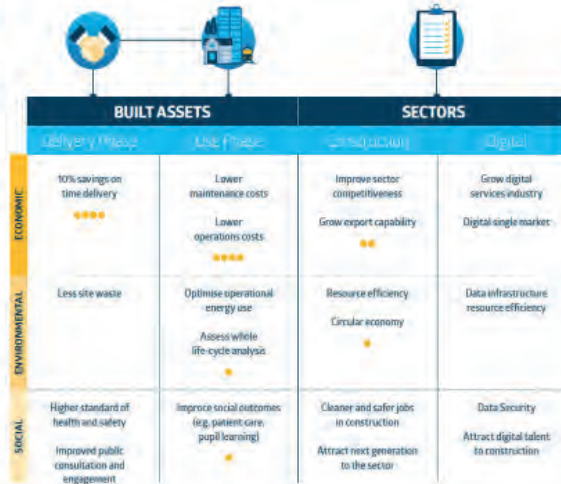 BUILT ASSETS
SECTORS
Delivery Phase
Use Phase
Construction
Digital
ECONOMIC
10% savings on
time delivery
Lower
maintenance costs
Lower
operations costs
Improve sector
competitiveness
Grow export capability
Grow digital
services industry
Digital single market
ENVIRONMENTAL
Less site waste
Optimise operational
energy use
Assess whole
life-cycle analysis
Resource efficiency
Circular economy
Data infrastructure
resource efficiency
SOCIAL
Higher standard of
health and safety
Improved public
consultation and
engagement
Improve social outcomes
(e.g. patient care,
pupil learning)
Cleaner and safer jobs
in construction
Attract next generation
to the sector
Data Security
Attract digital talent
to construction